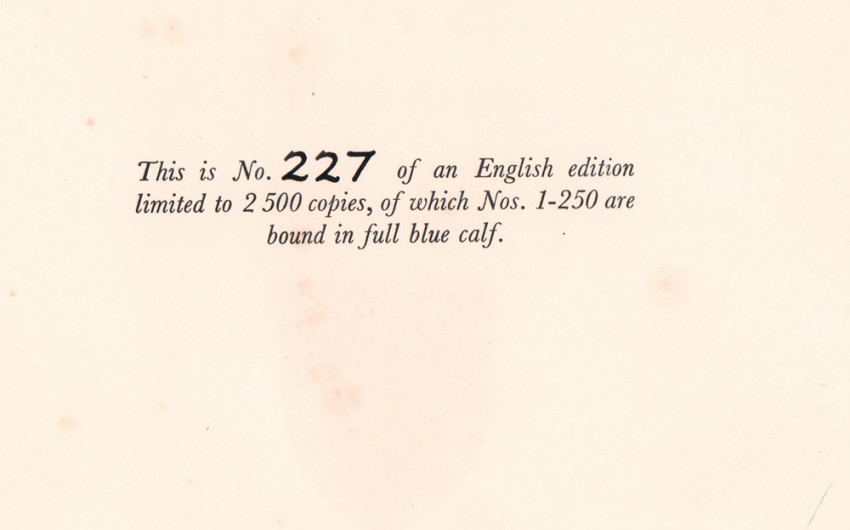 This is No. 227 of an English edition
limited to 2 500 copies, of which Nos. 1-250 are
bound in full blue calf.